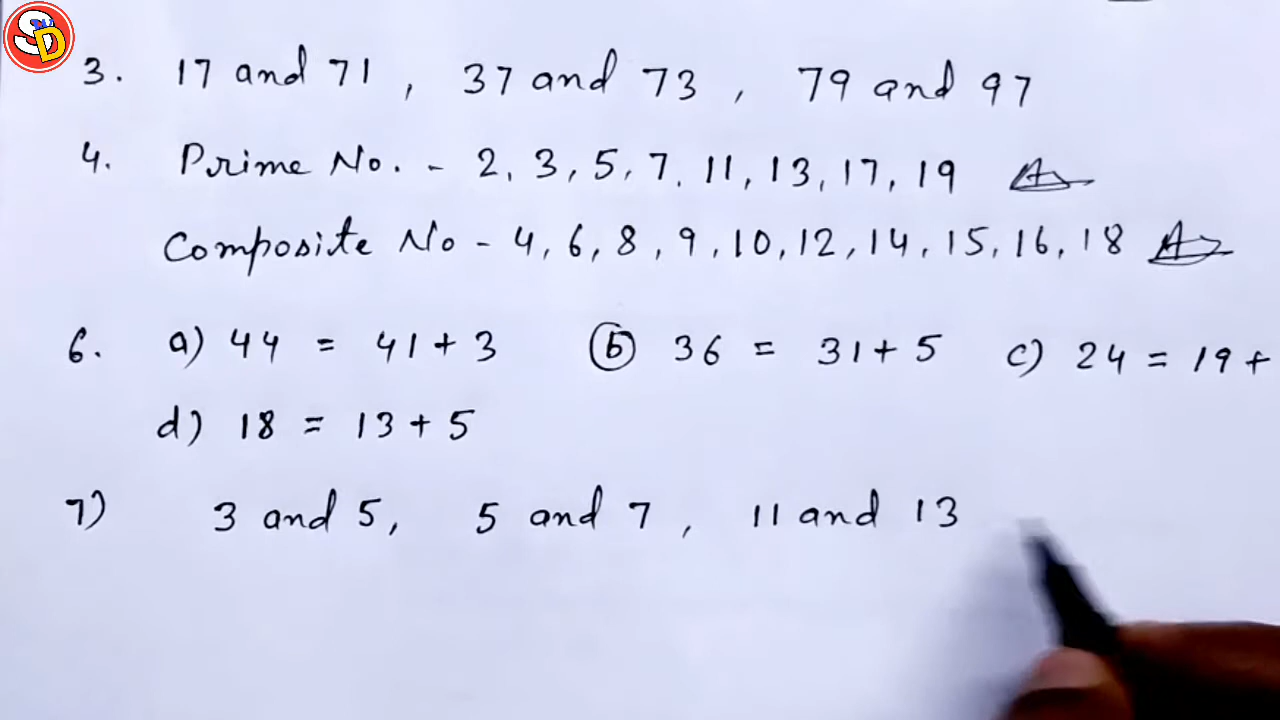 SD
3. 17 and 71, 37 and 73, 79 and 97
4. Prime No. - 2, 3, 5, 7, 11, 13, 17, 19
Composite No - 4, 6, 8, 9, 10, 12, 14, 15, 16, 18
6. a) 44 = 41 + 3 (b) 36 = 31 + 5 c) 24 = 19 +
d) 18 = 13 + 5
7) 3 and 5, 5 and 7, 11 and 13